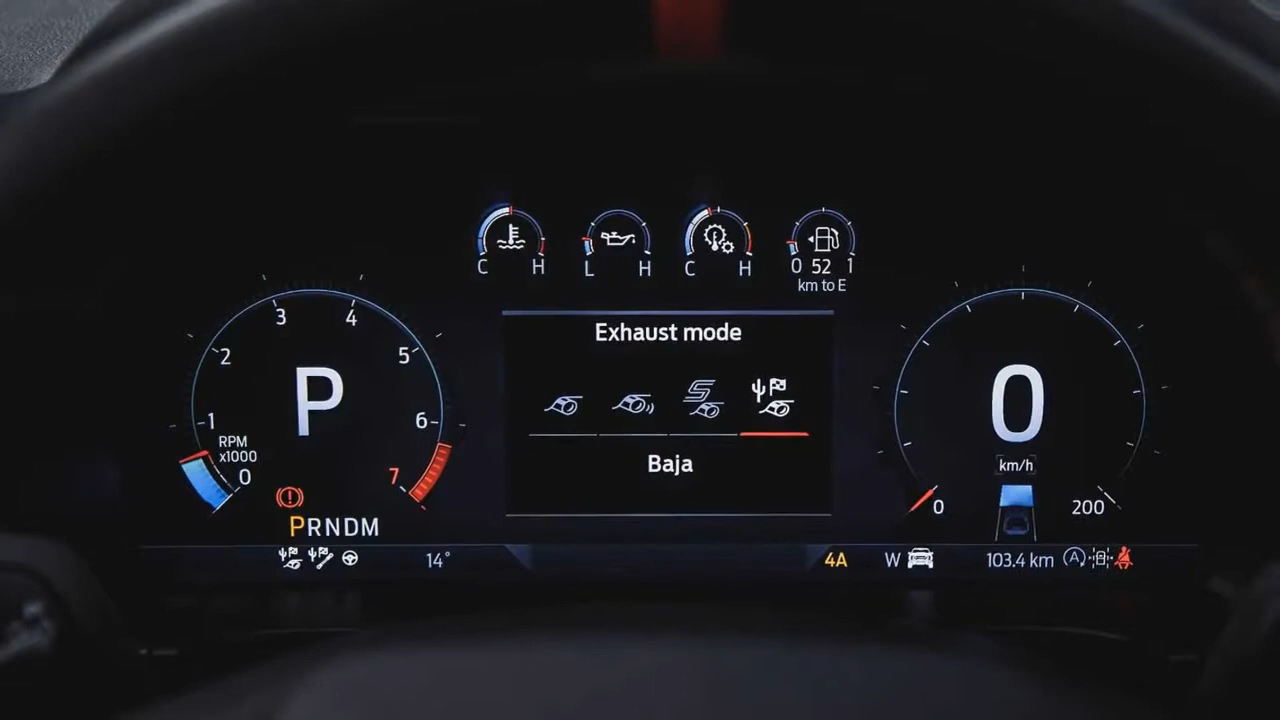 C H
L H
C H
0 52 1
km to E
Exhaust mode
S
Baja
3 4
2 5
1 6
RPM
x1000
0 7
P
PRNDM
14°
4A
W
103.4 km
A
0
km/h
0 200